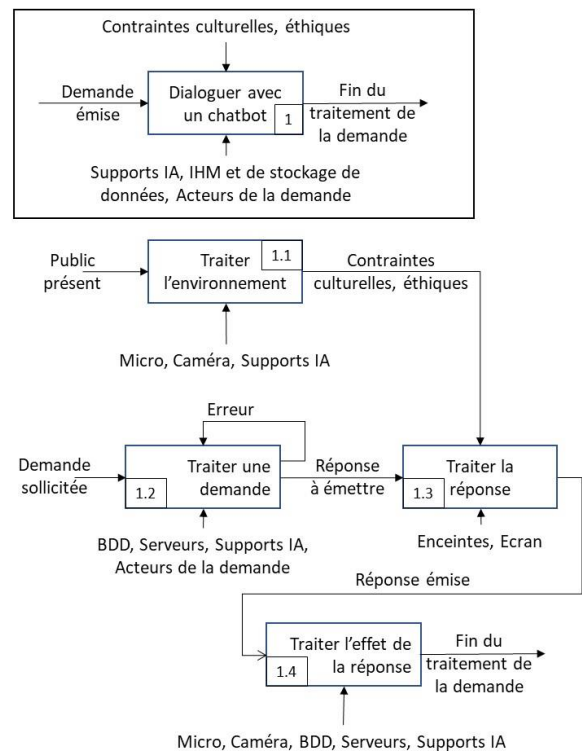 Contraintes culturelles, éthiques
Demande
émise
Dialoguer avec
un chatbot
1
Fin du
traitement de
la demande
Supports IA, IHM et de stockage de
données, Acteurs de la demande
Public
présent
Traiter
l'environnement
1.1
Contraintes
culturelles, éthiques
Micro, Caméra, Supports IA
Erreur
Demande
sollicitée
Traiter une
demande
1.2
Réponse
à émettre
Traiter la
réponse
1.3
BDD, Serveurs, Supports IA,
Acteurs de la demande
Enceintes, Ecran
Réponse émise
Traiter l'effet de
la réponse
1.4
Fin du
traitement de
la demande
Micro, Caméra, BDD, Serveurs, Supports IA